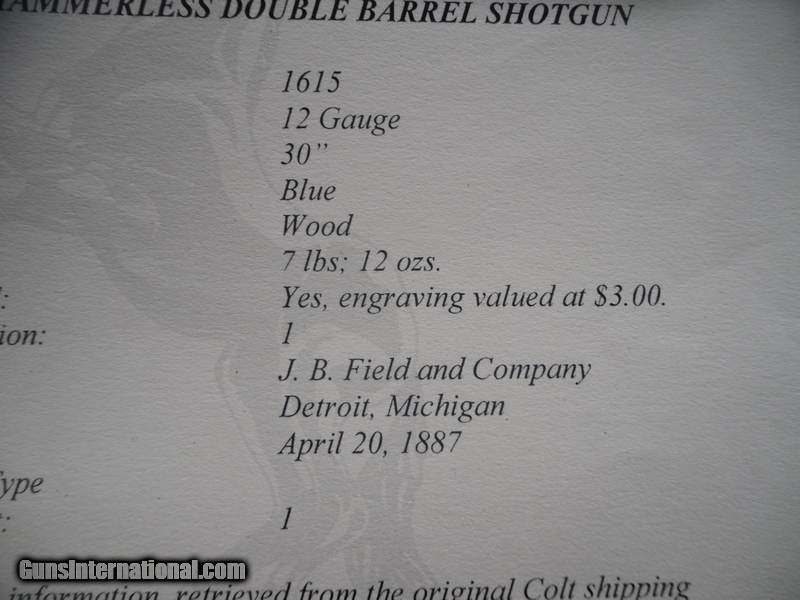 HAMMERLESS DOUBLE BARREL SHOTGUN
1615
12 Gauge
30”
Blue
Wood
7 lbs; 12 ozs.
: Yes, engraving valued at $3.00.
ion: 1
J. B. Field and Company
Detroit, Michigan
April 20, 1887
Type
: 1
information, retrieved from the original Colt shipping
GunsInternational.com